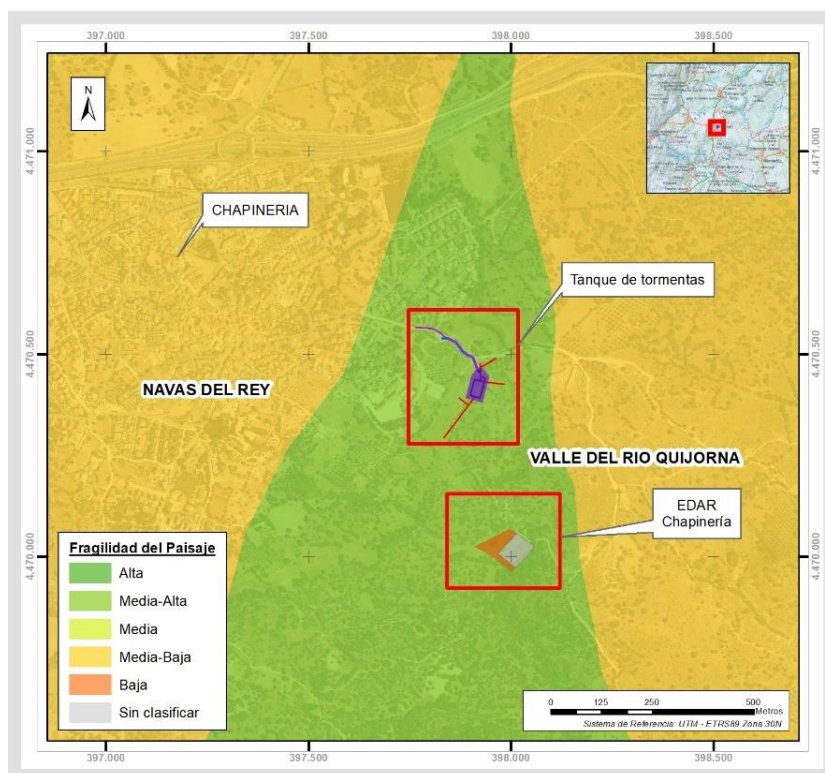 397.000
397.500
398.000
398.500
N
4.471.000
4.471.000
CHAPINERIA
Tanque de tormentas
4.470.500
4.470.500
NAVAS DEL REY
VALLE DEL RIO QUIJORNA
EDAR
Chapinería
4.470.000
4.470.000
Fragilidad del Paisaje
Alta
Media-Alta
Media
Media-Baja
Baja
Sin clasificar
0 125 250 500
Metros
Sistema de Referencia: UTM - ETRS89 Zona 30N
397.000
397.500
398.000
398.500